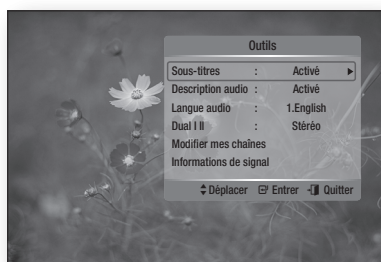 Outils
Sous-titres : Activé ▶
Description audio : Activé
Langue audio : 1.English
Dual I II : Stéréo
Modifier mes chaînes
Informations de signal
Déplacer Entrer Quitter